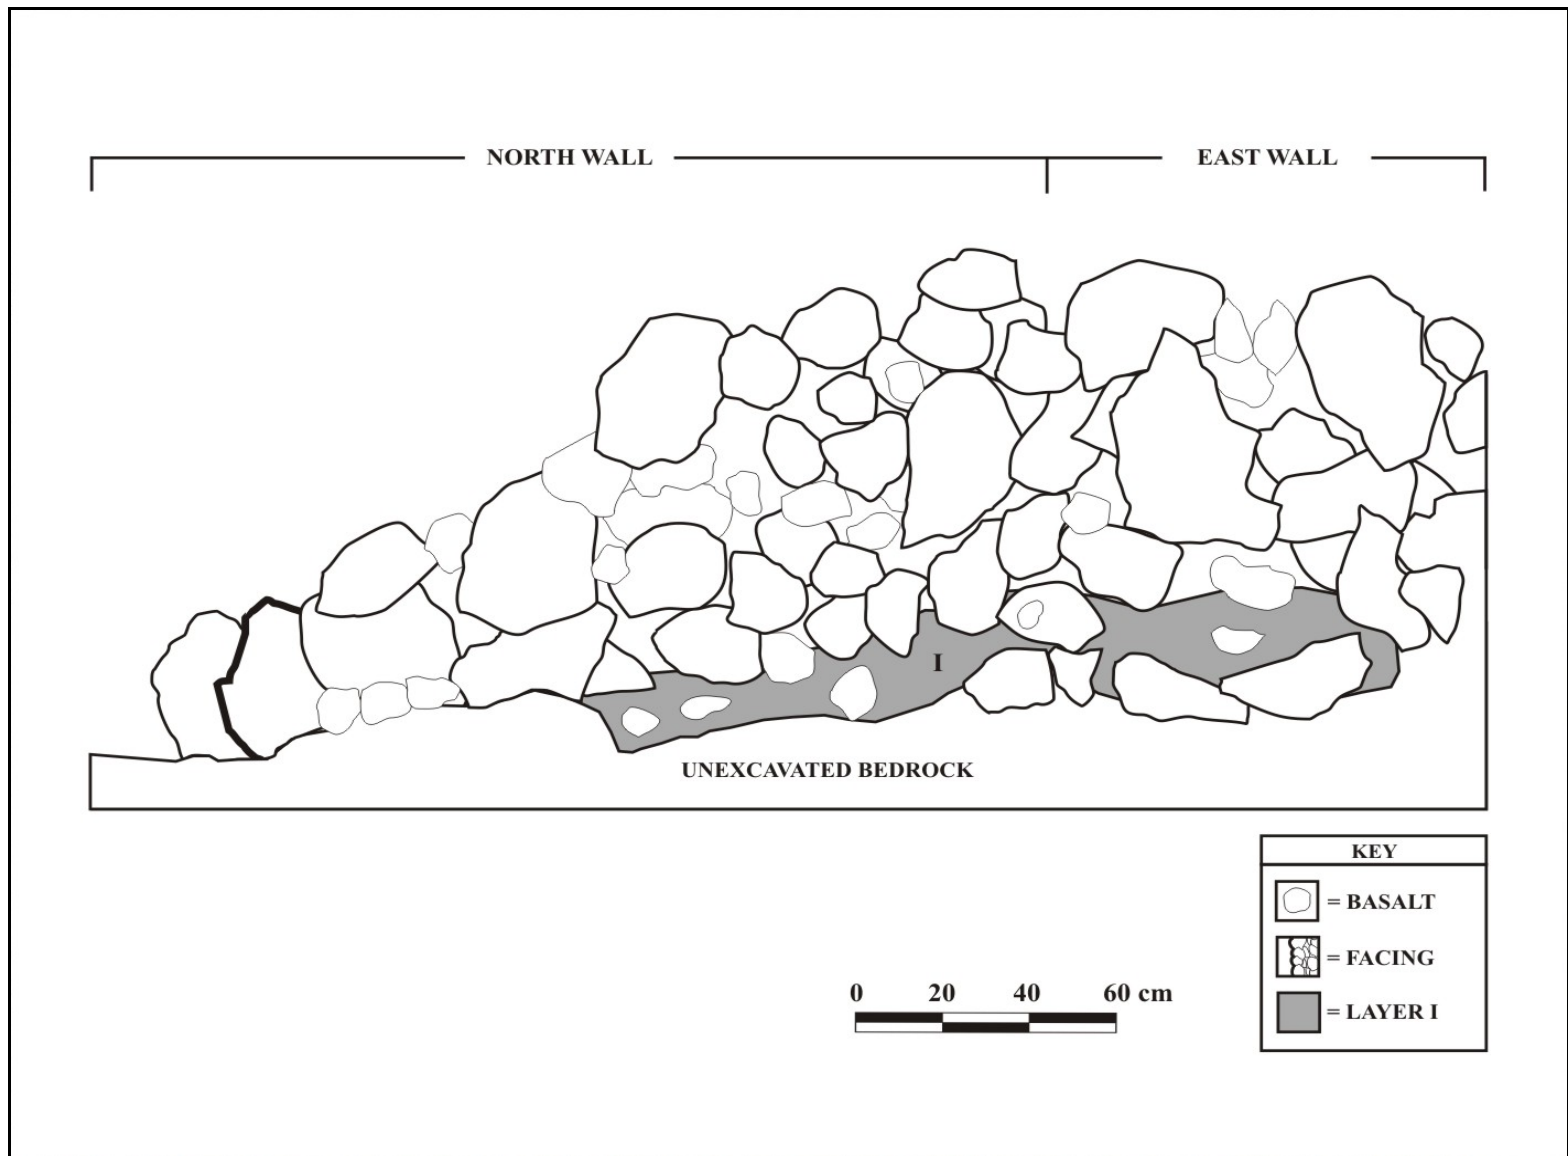 NORTH WALL
EAST WALL
I
UNEXCAVATED BEDROCK
KEY
= BASALT
= FACING
= LAYER I
0 20 40 60 cm